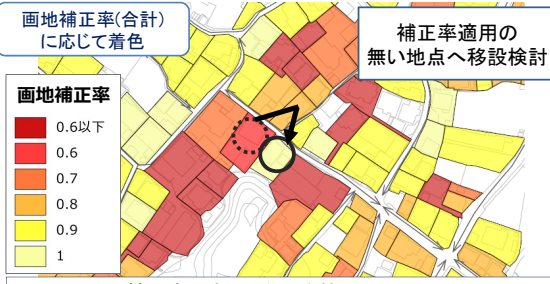 画地補正率(合計)
に応じて着色
補正率適用の
無い地点へ移設検討
画地補正率
0.6以下
0.6
0.7
0.8
0.9
1